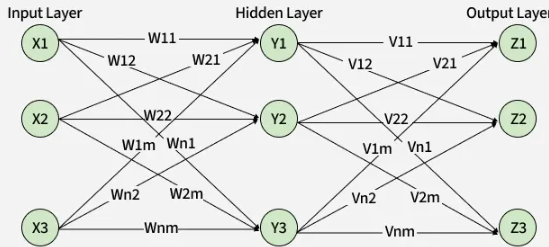 Input Layer
Hidden Layer
Output Layer
X1
W11
Y1
V11
Z1
W12
W21
V12
V21
X2
W22
Y2
V22
Z2
W1m
Wn1
V1m
Vn1
Wn2
W2m
Vn2
V2m
X3
Wnm
Y3
Vnm
Z3